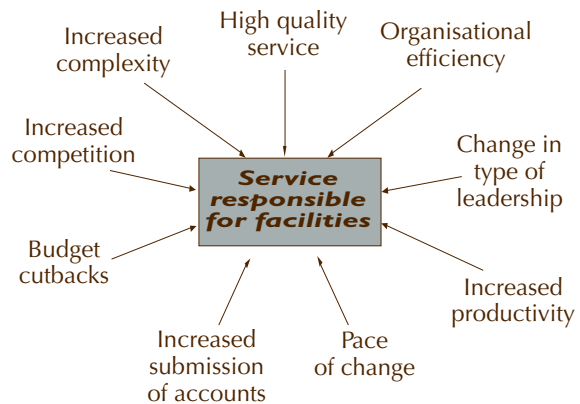 High quality
service
Organisational
efficiency
Increased
complexity
Increased
competition
Change in
type of
leadership
Service
responsible
for facilities
Budget
cutbacks
Increased
productivity
Increased
submission
of accounts
Pace
of change